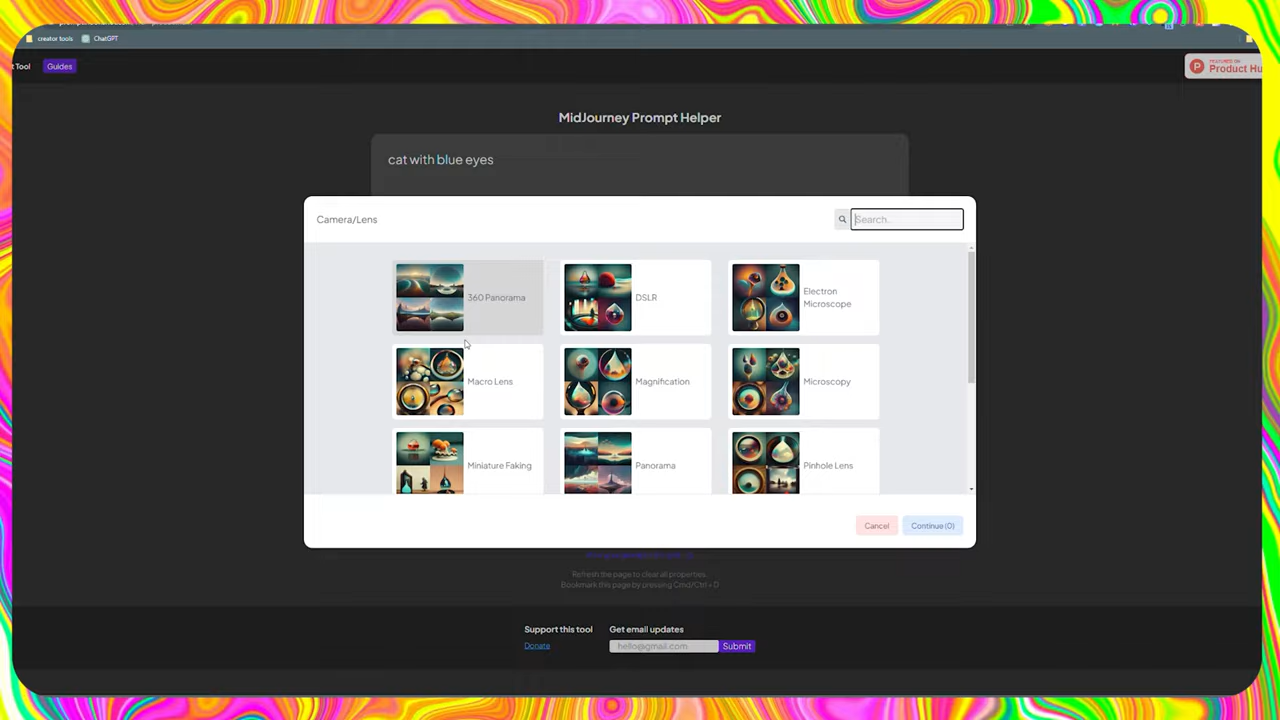 creator tools
ChatGPT
t Tool
Guides
FEATURED ON
Product Hu
MidJourney Prompt Helper
cat with blue eyes
Camera/Lens
Search..
360 Panorama
DSLR
Electron
Microscope
Macro Lens
Magnification
Microscopy
Miniature Faking
Panorama
Pinhole Lens
Cancel
Continue (0)
Refresh the page to clear all properties.
Bookmark this page by pressing Cmd/Ctrl + D
Support this tool
Get email updates
Donate
hello@gmail.com
Submit